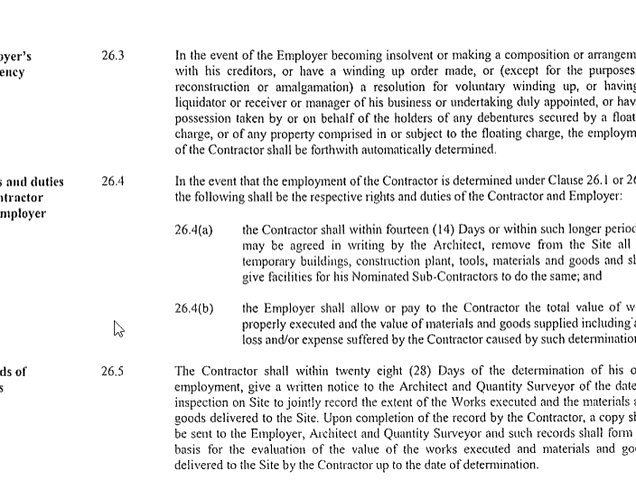 oyer's
ency
26.3
In the event of the Employer becoming insolvent or making a composition or
with his creditors, or have a winding up order made, or (except for the purposes
reconstruction or amalgamation) a resolution for voluntary winding up, or having
liquidator or receiver or manager of his business or undertaking duly appointed, or
possession taken by or on behalf of the holders of any debentures secured by a
charge, or of any property comprised in or subject to the floating charge, the
of the Contractor shall be forthwith automatically determined.
s and duties
ntractor
mployer
26.4
In the event that the employment of the Contractor is determined under Clause 26.1 or
the following shall be the respective rights and duties of the Contractor and Employer:
26.4(a)
the Contractor shall within fourteen (14) Days or within such longer
may be agreed in writing by the Architect, remove from the Site all
temporary buildings, construction plant, tools, materials and goods and
give facilities for his Nominated Sub-Contractors to do the same; and
26.4(b)
the Employer shall allow or pay to the Contractor the total value of
properly executed and the value of materials and goods supplied including
loss and/or expense suffered by the Contractor caused by such
ds of
s
26.5
The Contractor shall within twenty eight (28) Days of the determination of his
employment, give a written notice to the Architect and Quantity Surveyor of the date
inspection on Site to jointly record the extent of the Works executed and the materials
goods delivered to the Site. Upon completion of the record by the Contractor, a copy
be sent to the Employer, Architect and Quantity Surveyor and such records shall form
basis for the evaluation of the value of the works executed and materials and
delivered to the Site by the Contractor up to the date of determination.